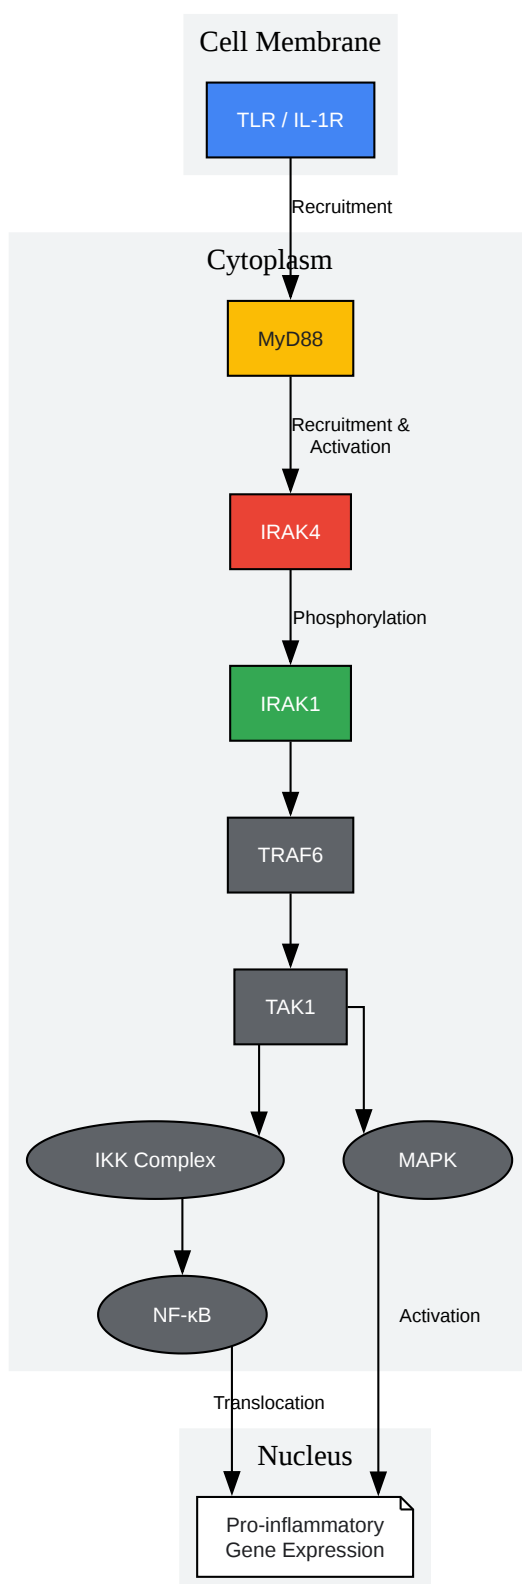 Cell Membrane
TLR / IL-1R
Recruitment
Cytoplasm
MyD88
Recruitment &
Activation
IRAK4
Phosphorylation
IRAK1
TRAF6
TAK1
IKK Complex
MAPK
NF-κB
Activation
Translocation
Nucleus
Pro-inflammatory
Gene Expression